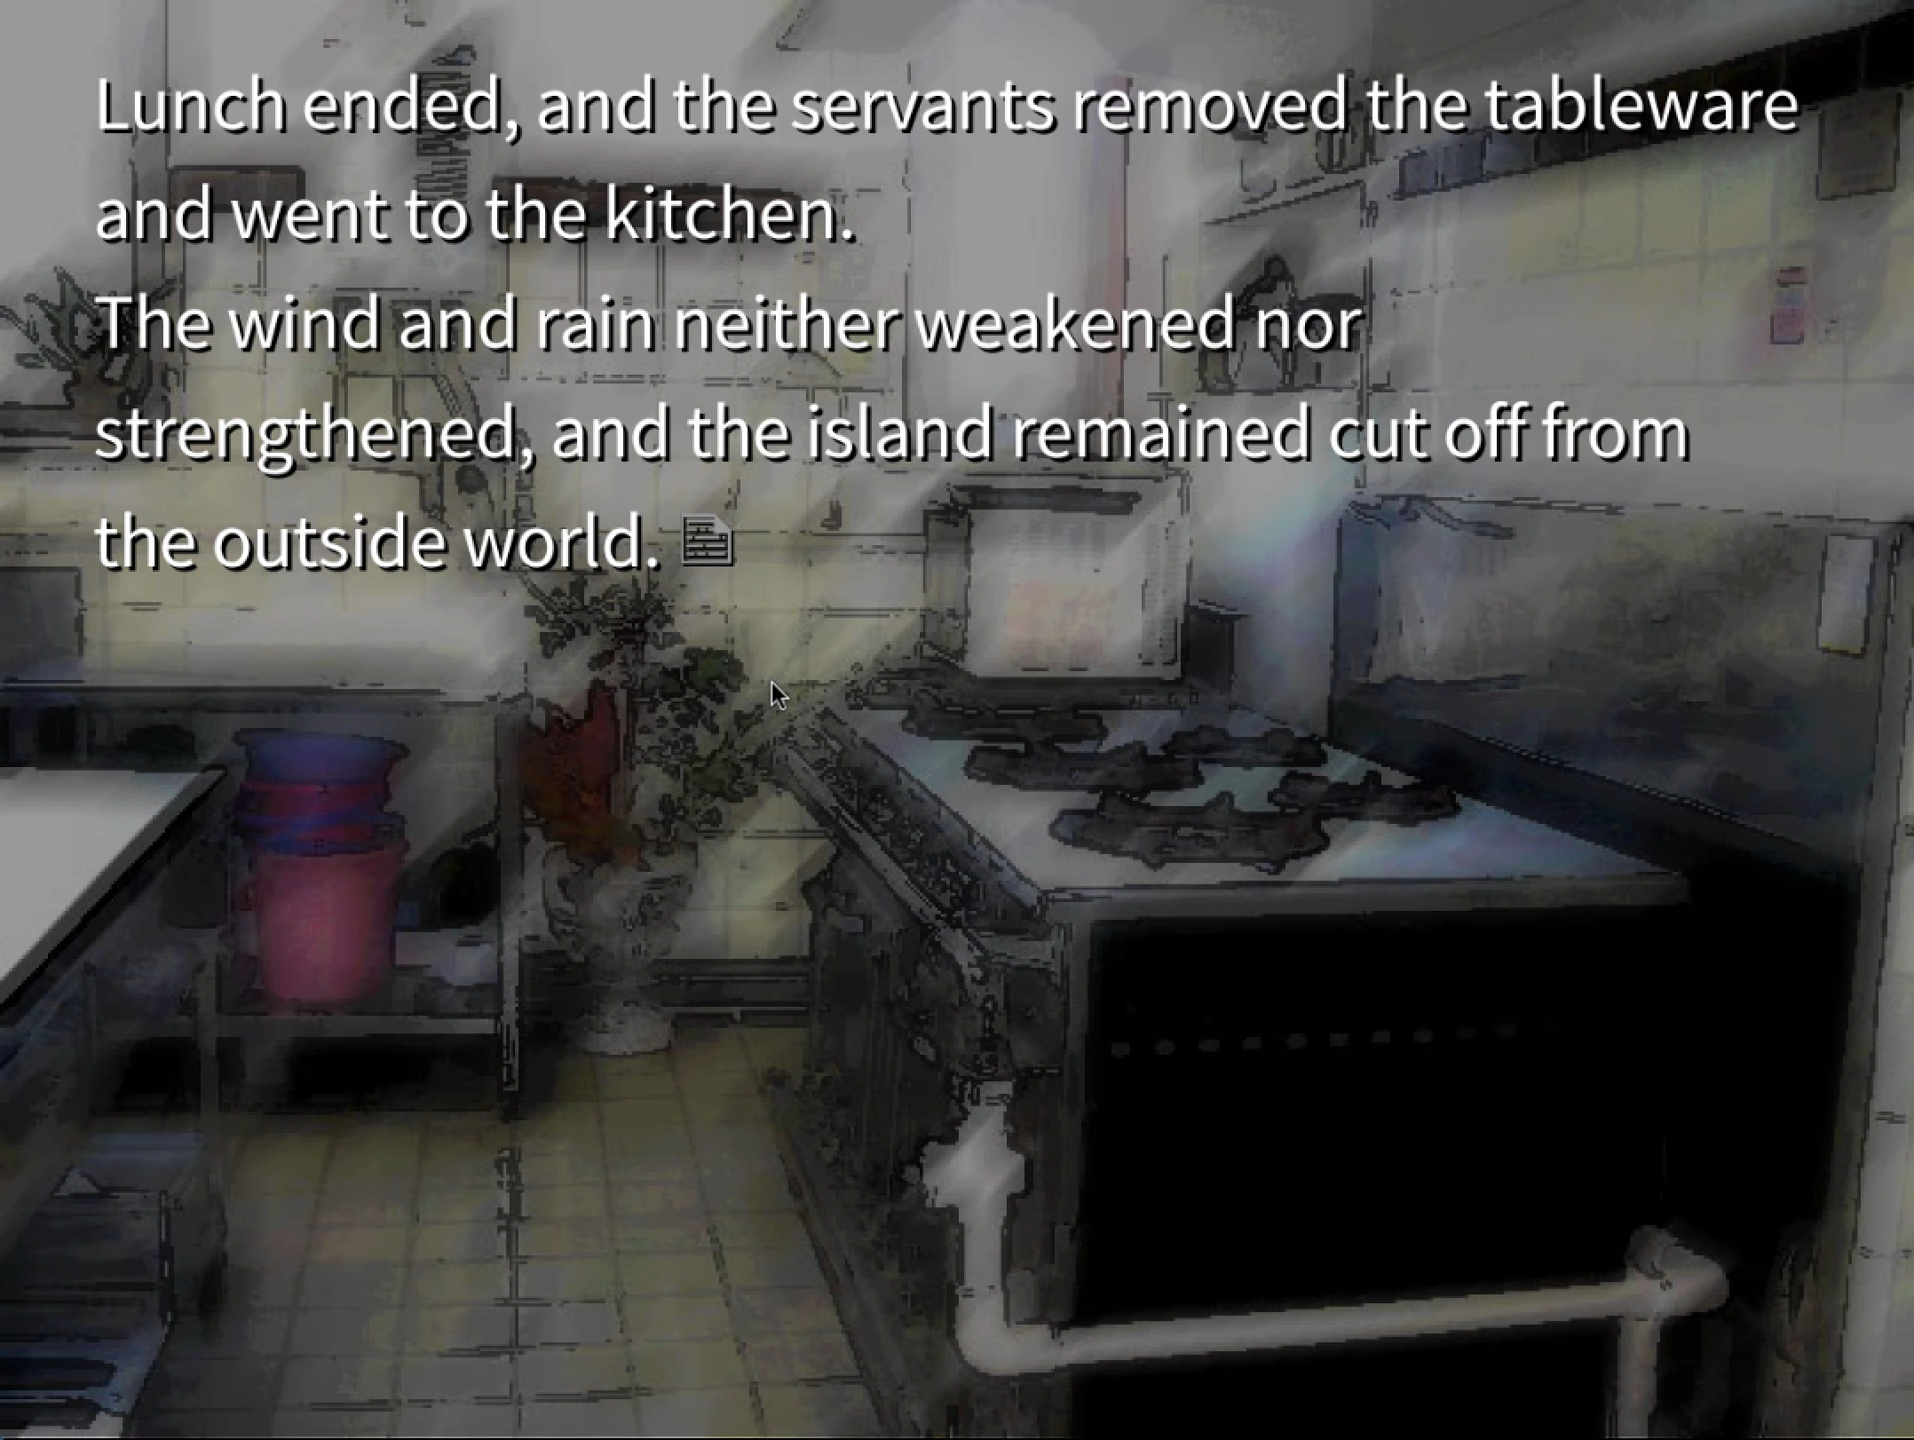 Lunch ended, and the servants removed the tableware
and went to the kitchen.
The wind and rain neither weakened nor
strengthened, and the island remained cut off from
the outside world.